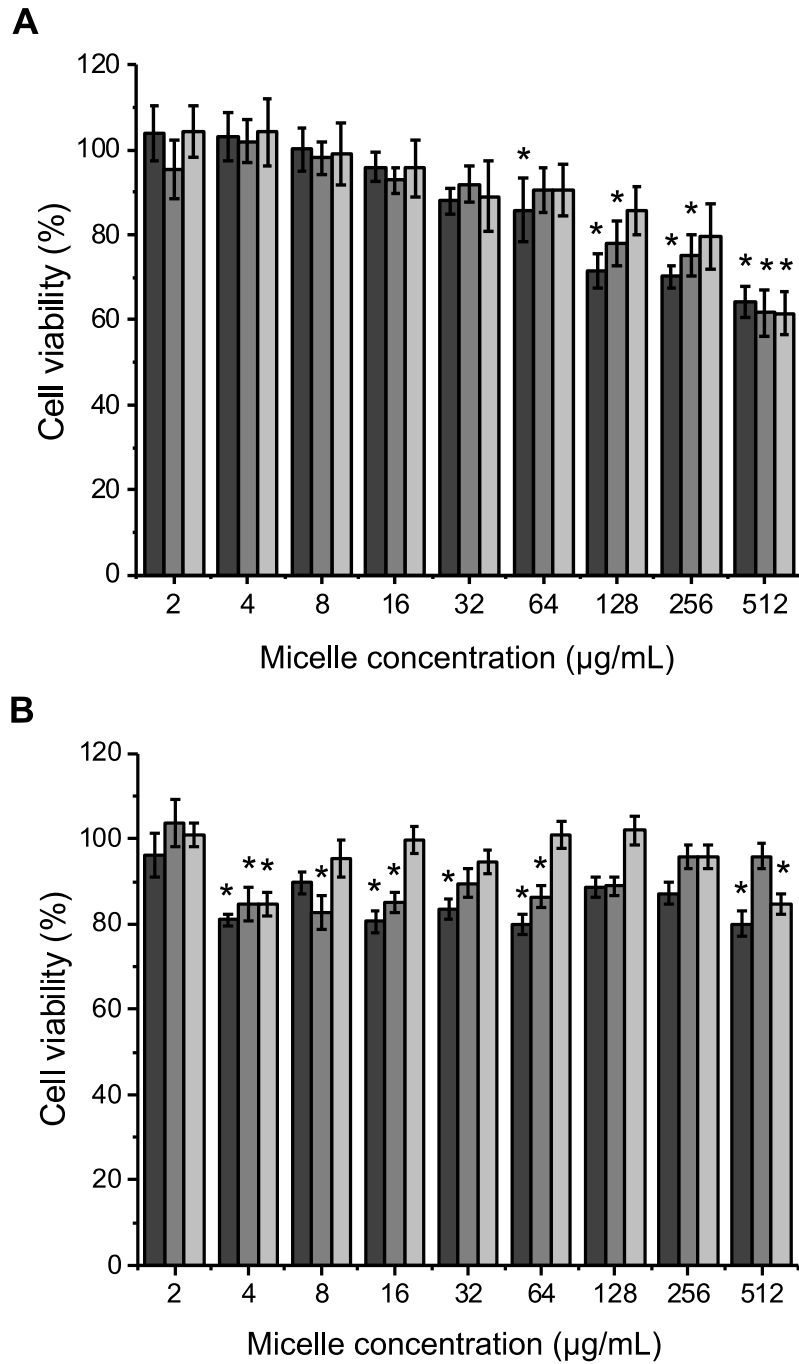 A
120
100
80
60
40
20
0
Cell viability (%)
*
* *
* *
* * *
2 4 8 16 32 64 128 256 512
Micelle concentration (µg/mL)
B
120
100
80
60
40
20
0
Cell viability (%)
* * *
*
* *
*
* *
* *
2 4 8 16 32 64 128 256 512
Micelle concentration (µg/mL)